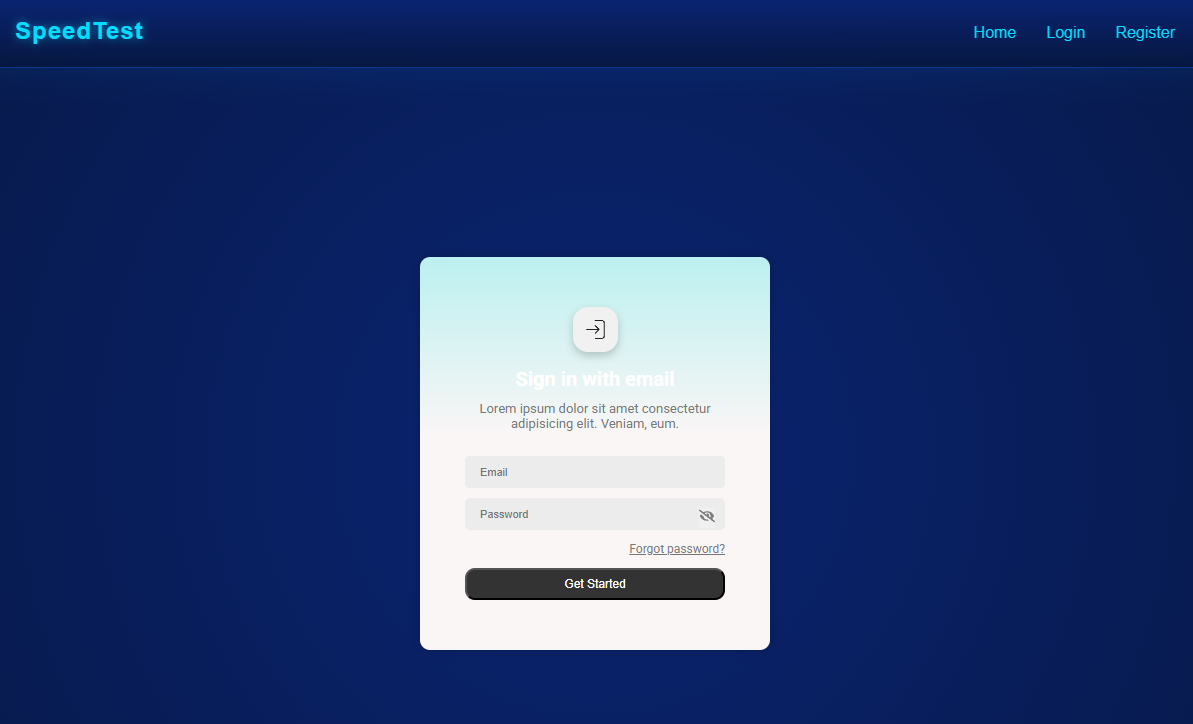 SpeedTest
Home Login Register
Sign in with email
Lorem ipsum dolor sit amet consectetur
adipisicing elit. Veniam, eum.
Email
Password
Forgot password?
Get Started